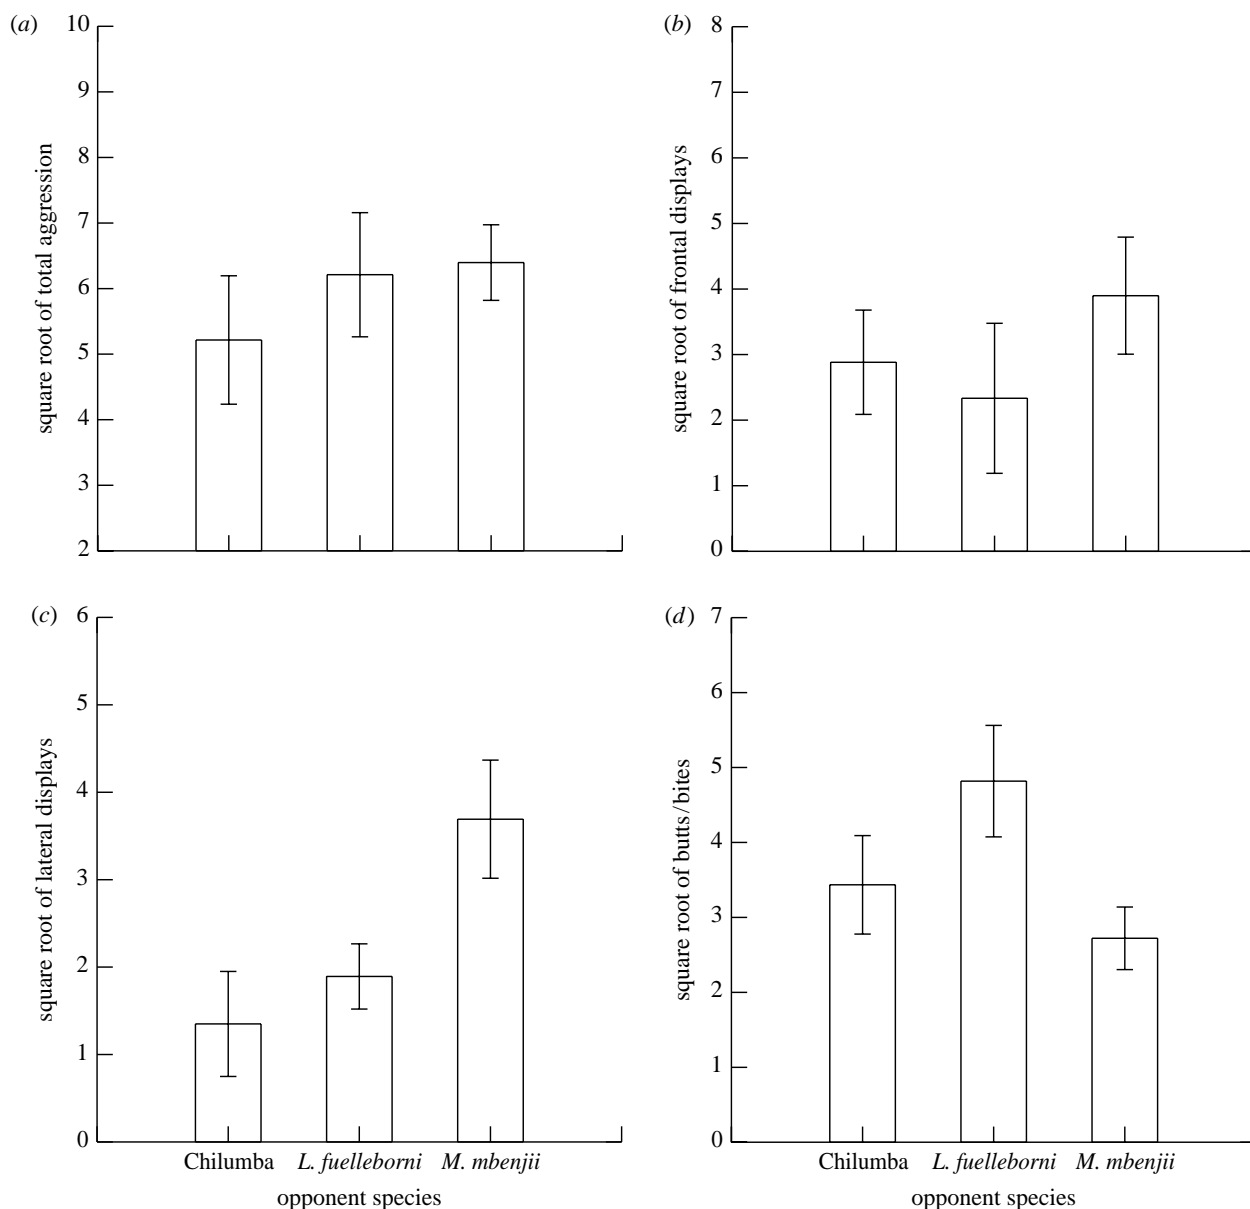 (a)
10
9
8
7
6
5
4
3
2
square root of total aggression
(b)
8
7
6
5
4
3
2
1
0
square root of frontal displays
(c)
6
5
4
3
2
1
0
square root of lateral displays
Chilumba L. fuelleborni M. mbenjii
opponent species
(d)
7
6
5
4
3
2
1
0
square root of butts/bites
Chilumba L. fuelleborni M. mbenjii
opponent species